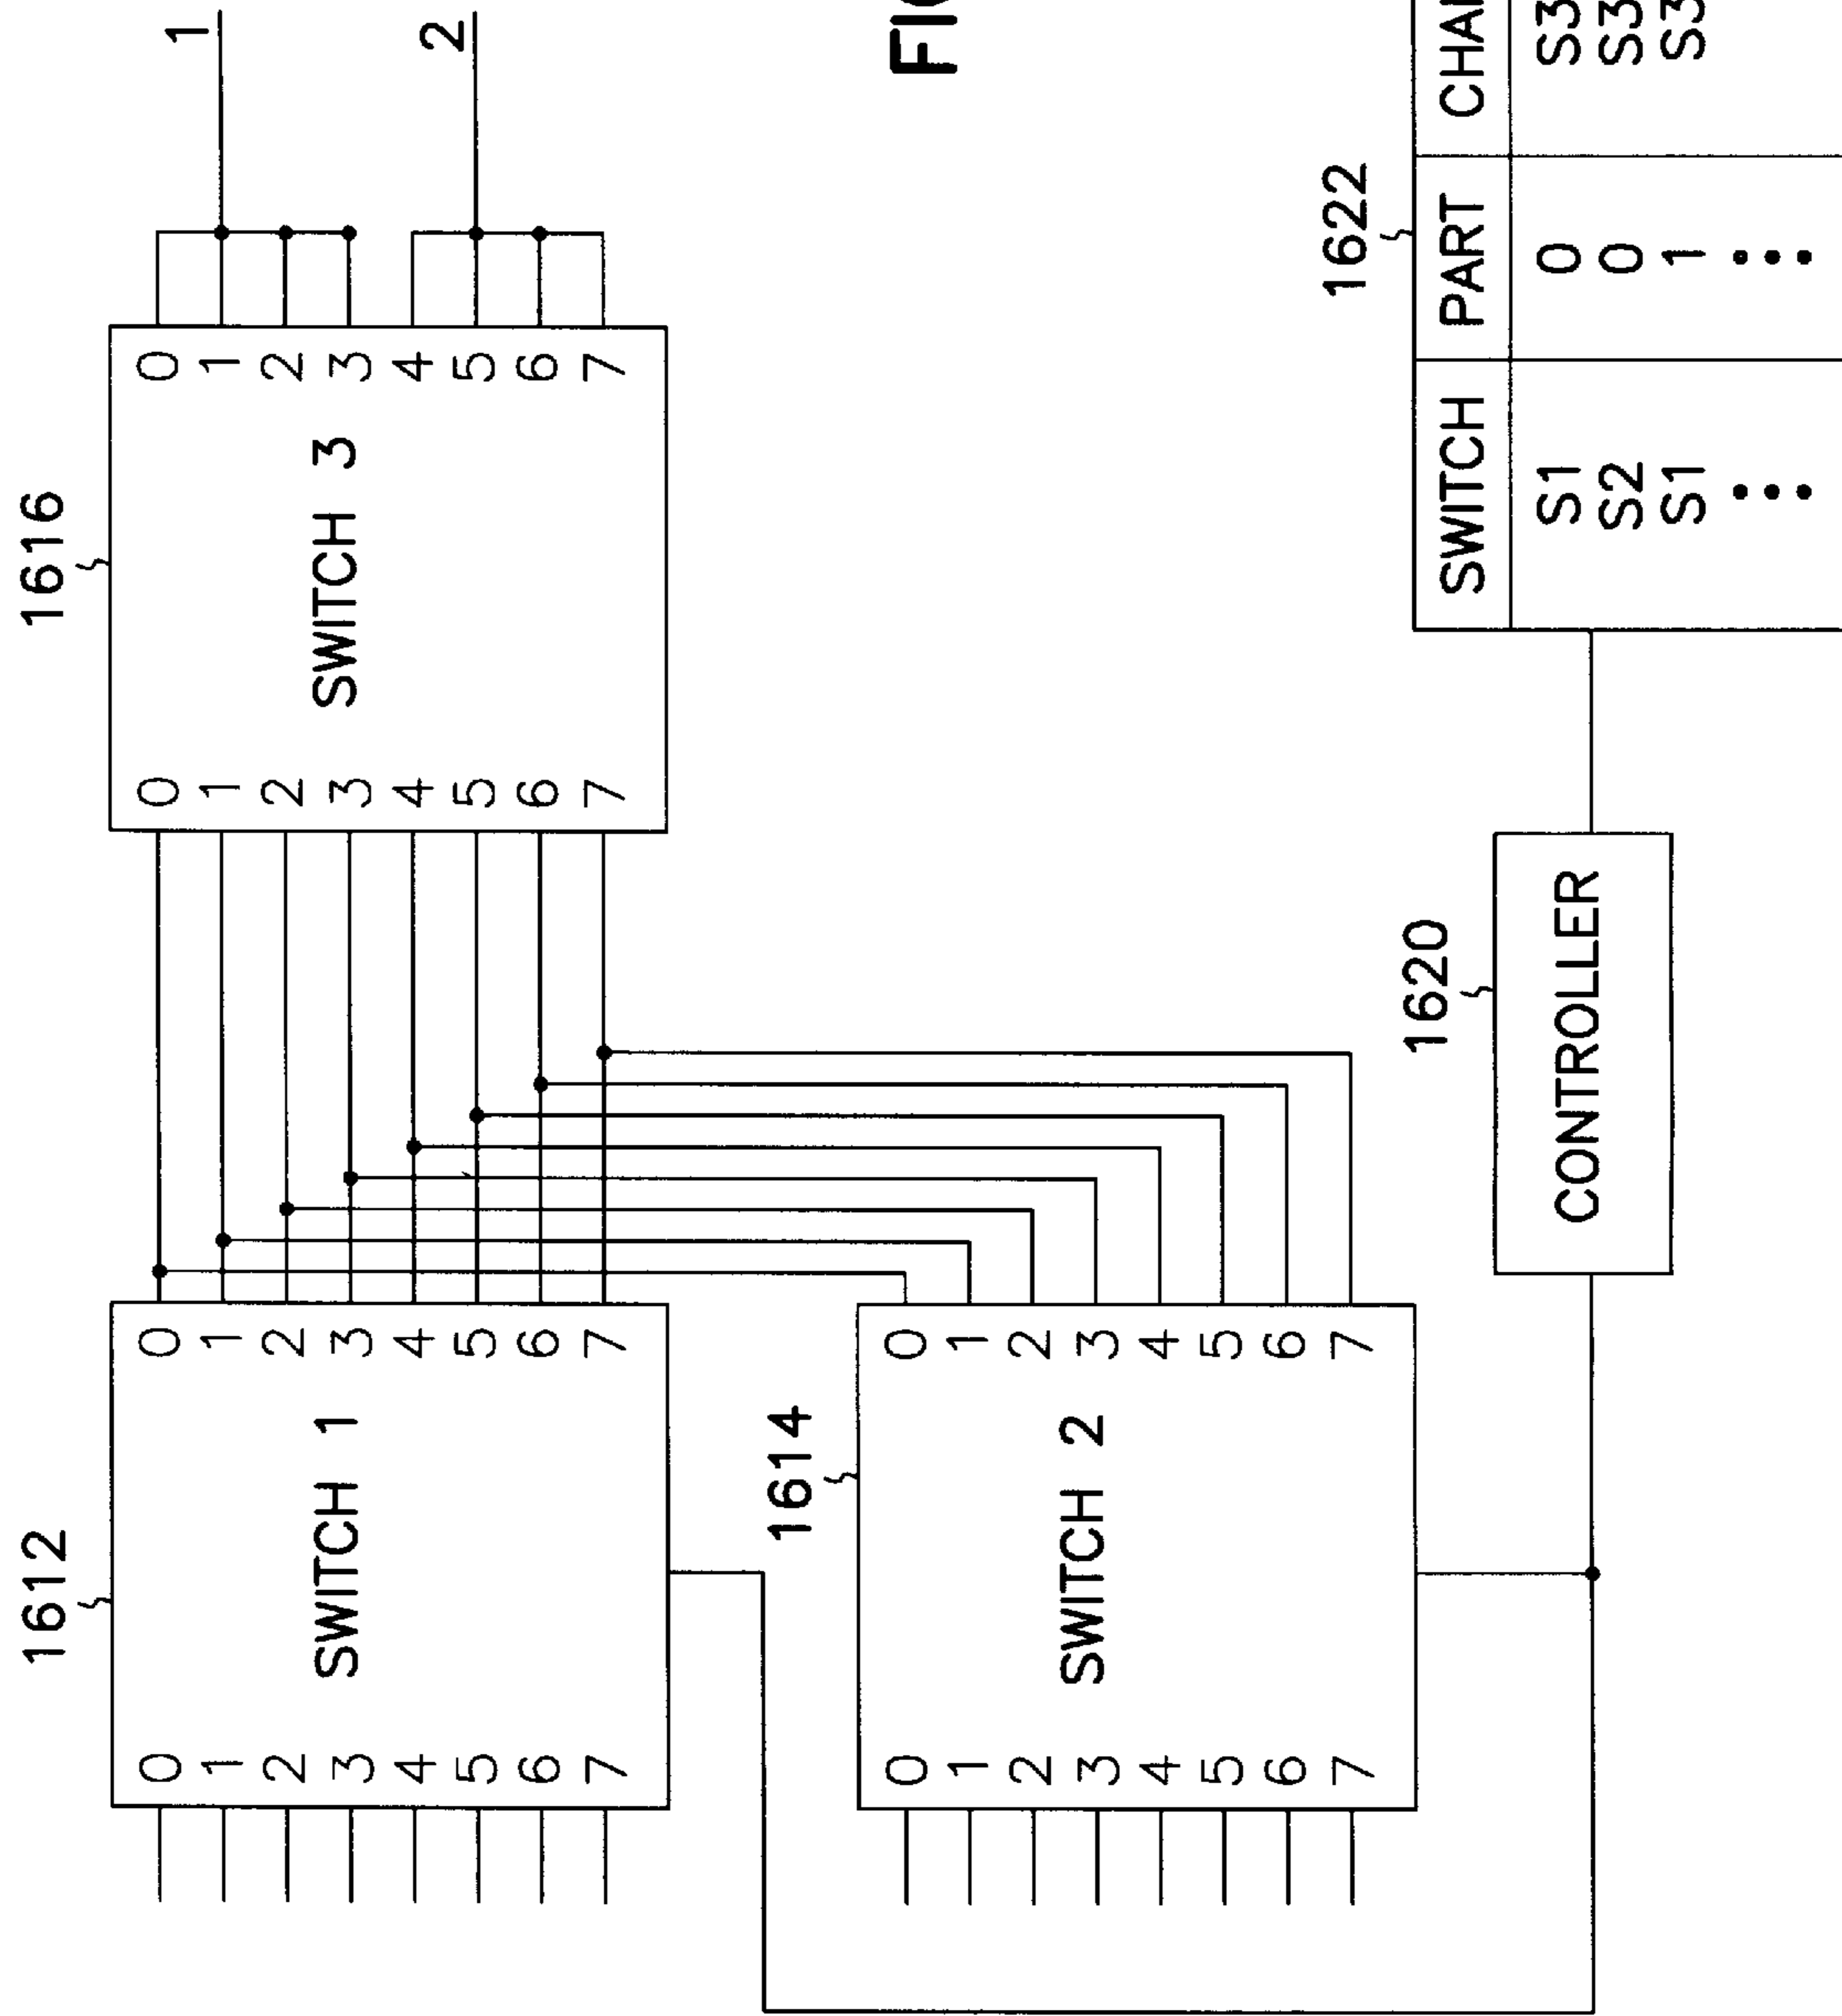 1612 1616
0 0 0 0
1 1 1 1 1
2 2 2 2
3 SWITCH 1 3 3 SWITCH 3 3
4 4 4 4
5 5 5 5 2
6 6 6 6
7 7 7 7
1614
0 0
1 1
2 2
3 SWITCH 2 3
4 4
5 5
6 6
7 7
1622
1620
SWITCH PART
CONTROLLER
S1 0 S3
S2 0 S3
S1 1 S3